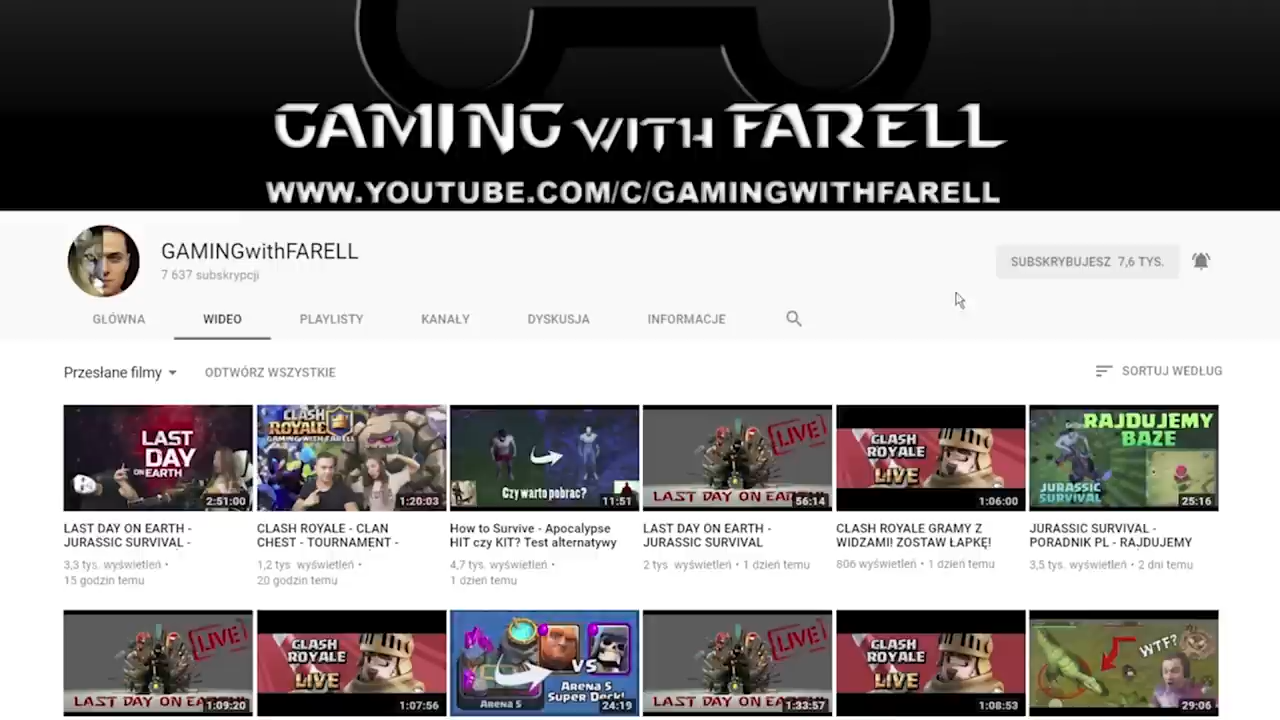 GAMING WITH FARELL
WWW.YOUTUBE.COM/C/GAMINGWITHFARELL
GAMINGwithFARELL
7 637 subskrypcji
SUBSKRYBUJESZ 7,6 TYS.
GŁÓWNA WIDEO PLAYLISTY KANAŁY DYSKUSJA INFORMACJE
Przesłane filmy ODTWÓRZ WSZYSTKIE SORTUJ WEDŁUG
LAST
DAY
ON EARTH
2:51:00
CLASH
ROYALE
GAMING WITH FARELL
1:20:03
Czy warto pobrać?
11:51
LIVE
LAST DAY ON EAR
56:14
CLASH
ROYALE
LIVE
1:06:00
RAJDUJEMY
BAZE
JURASSIC
SURVIVAL
25:16
LAST DAY ON EARTH -
JURASSIC SURVIVAL -
3,3 tys. wyświetleń •
15 godzin temu
CLASH ROYALE - CLAN
CHEST - TOURNAMENT -
1,2 tys. wyświetleń •
20 godzin temu
How to Survive - Apocalypse
HIT czy KIT? Test alternatywy
4,7 tys. wyświetleń •
1 dzień temu
LAST DAY ON EARTH -
JURASSIC SURVIVAL
2 tys. wyświetleń • 1 dzień temu
CLASH ROYALE GRAMY Z
WIDZAMI! ZOSTAW ŁAPKĘ!
806 wyświetleń • 1 dzień temu
JURASSIC SURVIVAL -
PORADNIK PL - RAJDUJEMY
3,5 tys. wyświetleń • 2 dni temu
LIVE
LAST DAY ON EA
1:09:20
CLASH
ROYALE
LIVE
1:07:56
VS
Arena 5
Arena 5
Super Deck!
24:19
LIVE
LAST DAY ON EA
1:33:57
CLASH
ROYALE
LIVE
1:08:53
WTF?
29:06